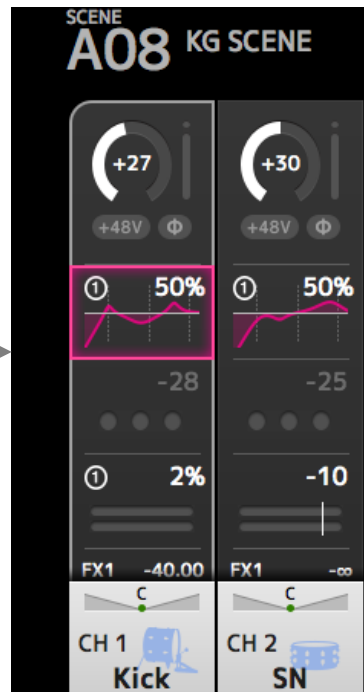 SCENE
A08 KG SCENE
+27 +30
+48V Φ +48V Φ
① 50% ① 50%
-28 -25
① 2% -10
FX1 -40.00 FX1 -∞
C C
CH 1 CH 2
Kick SN